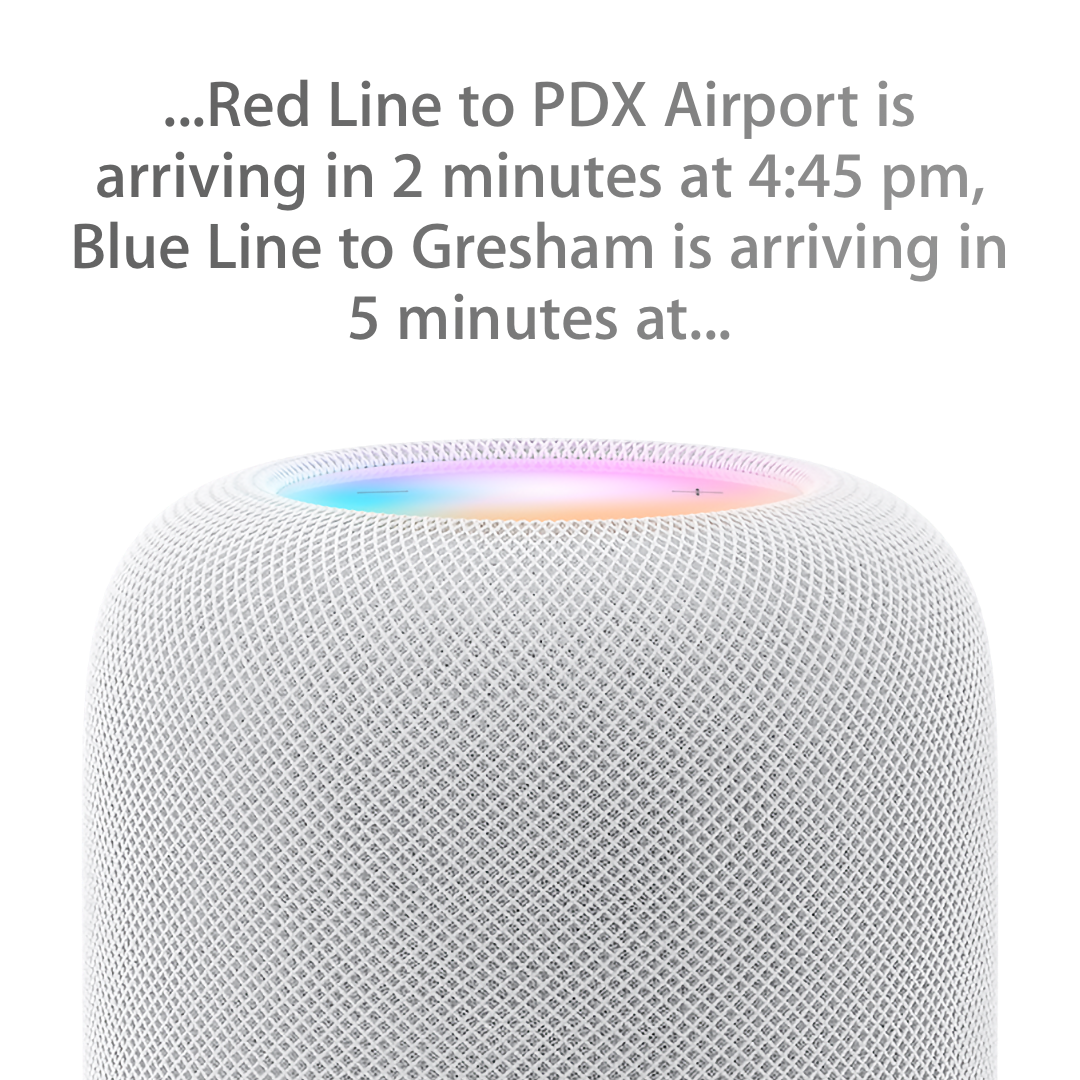 ...Red Line to PDX Airport is
arriving in 2 minutes at 4:45 pm,
Blue Line to Gresham is arriving in
5 minutes at...